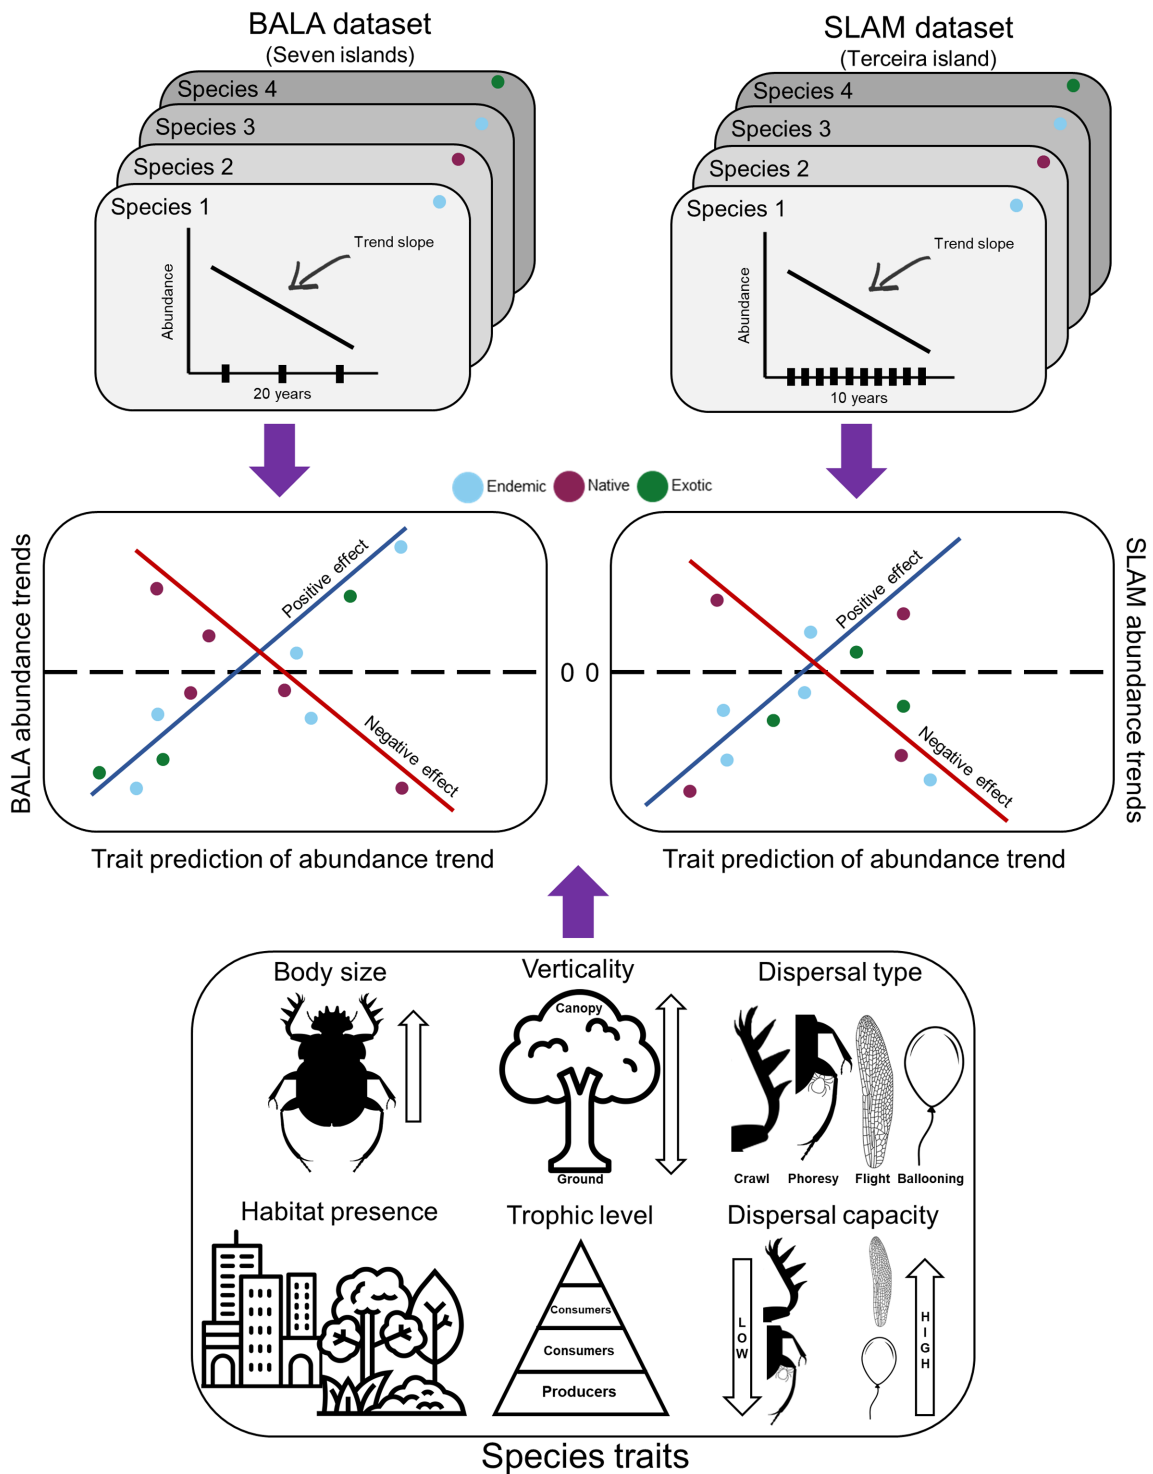 BALA dataset
(Seven islands)
Species 4
Species 3
Species 2
Species 1
Trend slope
Abundance
20 years
SLAM dataset
(Terceira island)
Species 4
Species 3
Species 2
Species 1
Trend slope
Abundance
10 years
Endemic Native Exotic
BALA abundance trends
Positive effect
Negative effect
0 0
Positive effect
Negative effect
SLAM abundance trends
Trait prediction of abundance trend
Trait prediction of abundance trend
Body size
Verticality
Canopy
Ground
Dispersal type
Crawl Phoresy Flight Ballooning
Habitat presence
Trophic level
Consumers
Consumers
Producers
Dispersal capacity
LOW
HIGH
Species traits